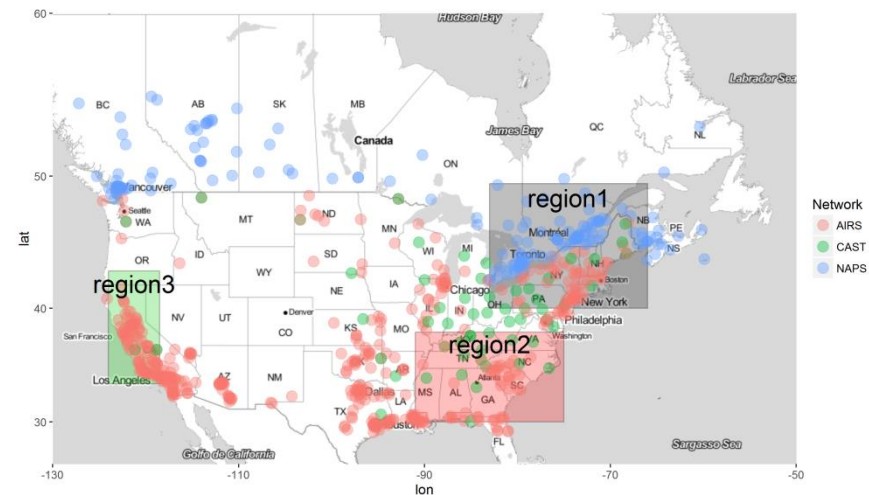 60
50
40
30
-130
-110
-90
-70
-50
lat
lon
Hudson Bay
Labrador Sea
James Bay
BC
AB
SK
MB
Canada
ON
QC
NL
Vancouver
Seattle
WA
MT
ND
MN
region1
Montréal
NB
PE
NS
Toronto
OR
ID
SD
WI
MI
NH
NY
Boston
region3
WY
IA
Chicago
OH
PA
New York
NE
IL
IN
Philadelphia
Washington
NV
UT
Denver
CO
KS
MO
San Francisco
region2
VA
TN
NC
Los Angeles
AZ
NM
AR
Atlanta
SC
Dallas
MS
AL
GA
TX
LA
Houston
FL
Golfo de California
Sargasso Sea
Network
AIRS
CAST
NAPS